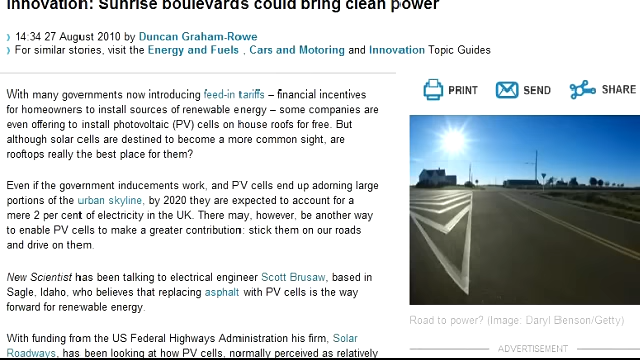 Innovation: Sunrise boulevards could bring clean power
14:34 27 August 2010 by Duncan Graham-Rowe
For similar stories, visit the Energy and Fuels , Cars and Motoring and Innovation Topic Guides
With many governments now introducing feed-in tariffs – financial incentives
for homeowners to install sources of renewable energy – some companies are
even offering to install photovoltaic (PV) cells on house roofs for free. But
although solar cells are destined to become a more common sight, are
rooftops really the best place for them?
Even if the government inducements work, and PV cells end up adorning large
portions of the urban skyline, by 2020 they are expected to account for a
mere 2 per cent of electricity in the UK. There may, however, be another way
to enable PV cells to make a greater contribution: stick them on our roads
and drive on them.
New Scientist has been talking to electrical engineer Scott Brusaw, based in
Sagle, Idaho, who believes that replacing asphalt with PV cells is the way
forward for renewable energy.
With funding from the US Federal Highways Administration his firm, Solar
Roadways, has been looking at how PV cells, normally perceived as relatively
PRINT SEND SHARE
Road to power? (Image: Daryl Benson/Getty)
ADVERTISEMENT